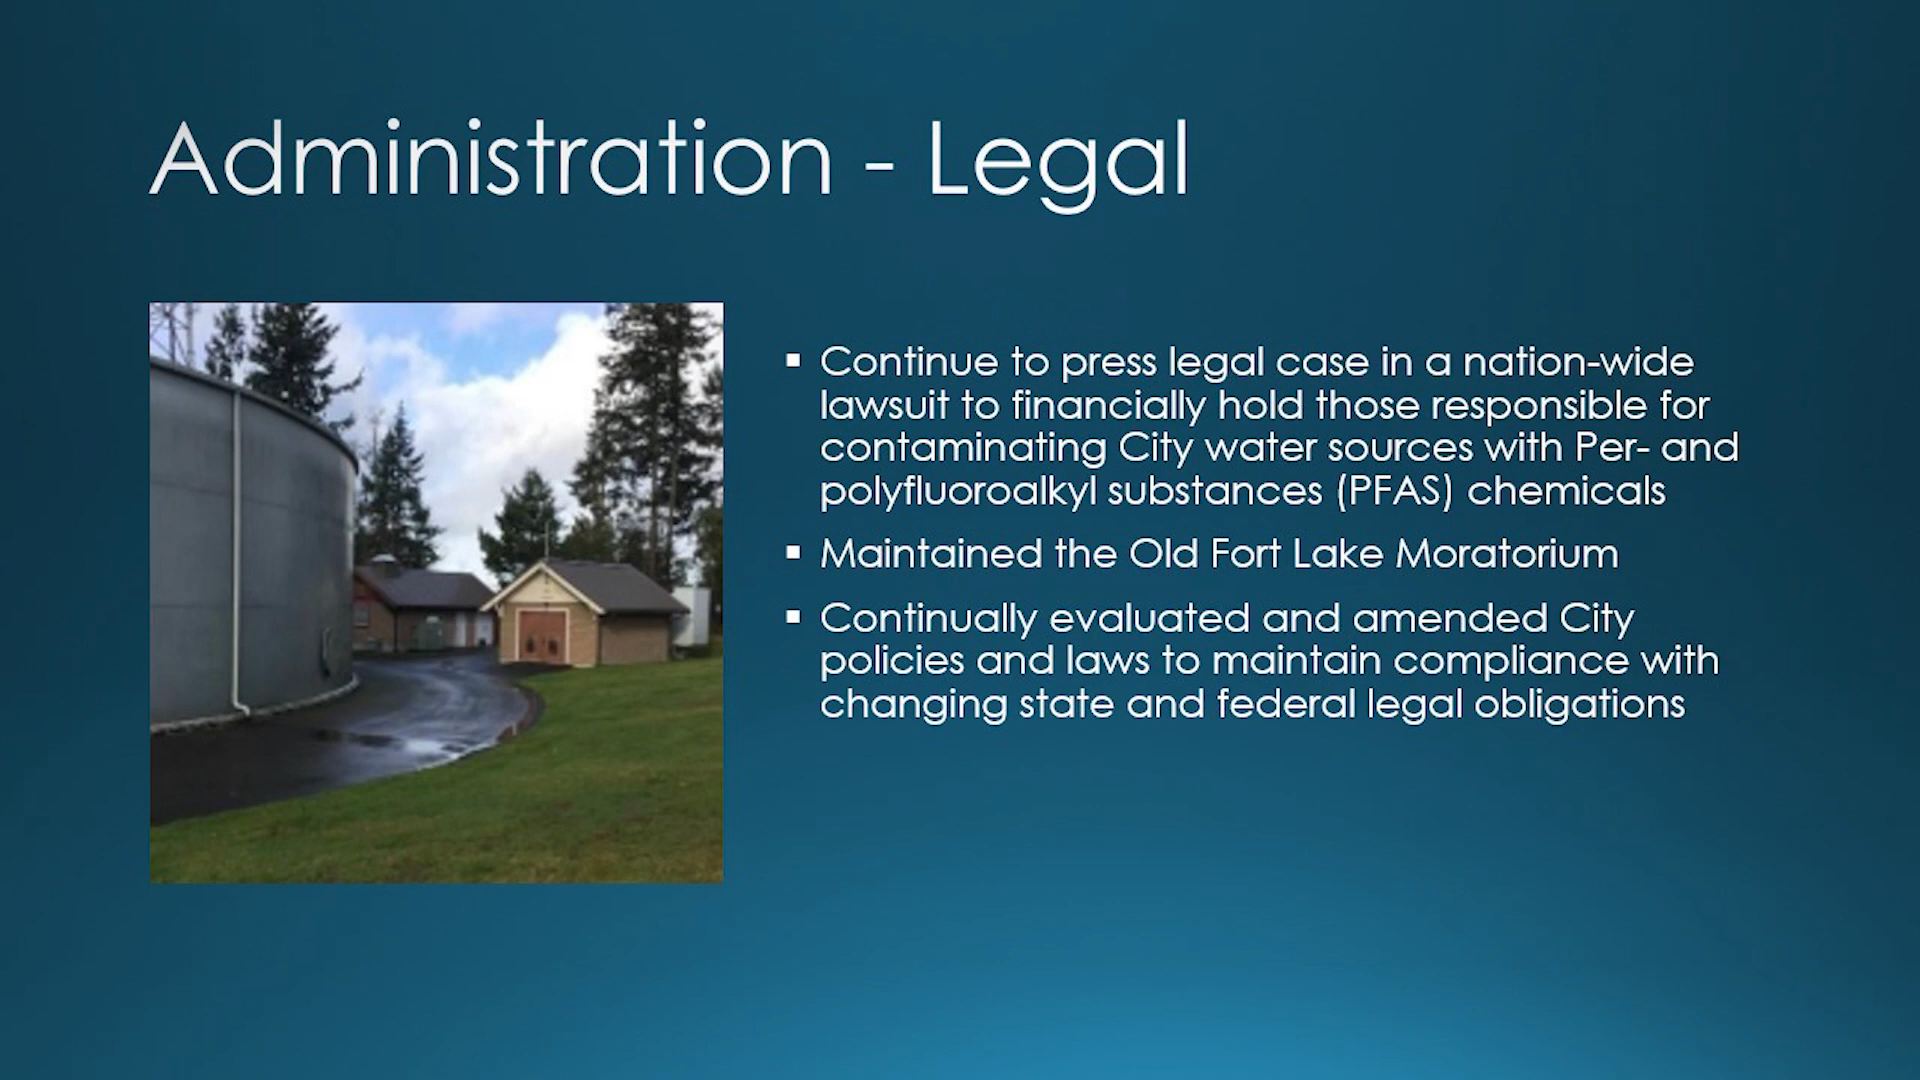 Administration - Legal
▪ Continue to press legal case in a nation-wide
lawsuit to financially hold those responsible for
contaminating City water sources with Per- and
polyfluoroalkyl substances (PFAS) chemicals
▪ Maintained the Old Fort Lake Moratorium
▪ Continually evaluated and amended City
policies and laws to maintain compliance with
changing state and federal legal obligations